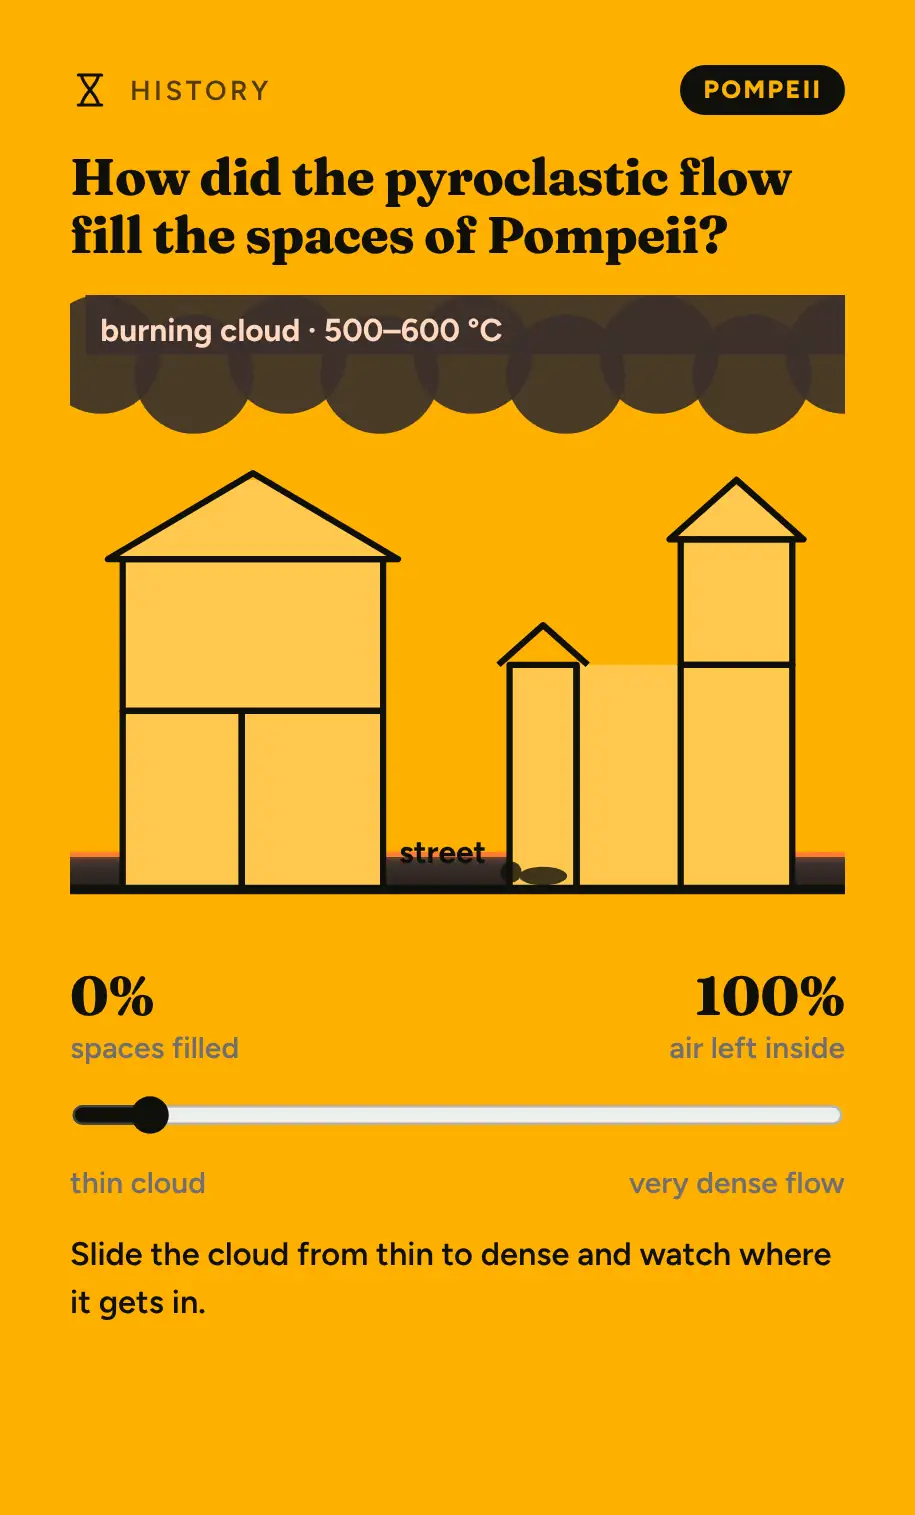 HISTORY
POMPEII
How did the pyroclastic flow
fill the spaces of Pompeii?
burning cloud · 500–600 °C
street
0%
100%
spaces filled
air left inside
thin cloud
very dense flow
Slide the cloud from thin to dense and watch where
it gets in.